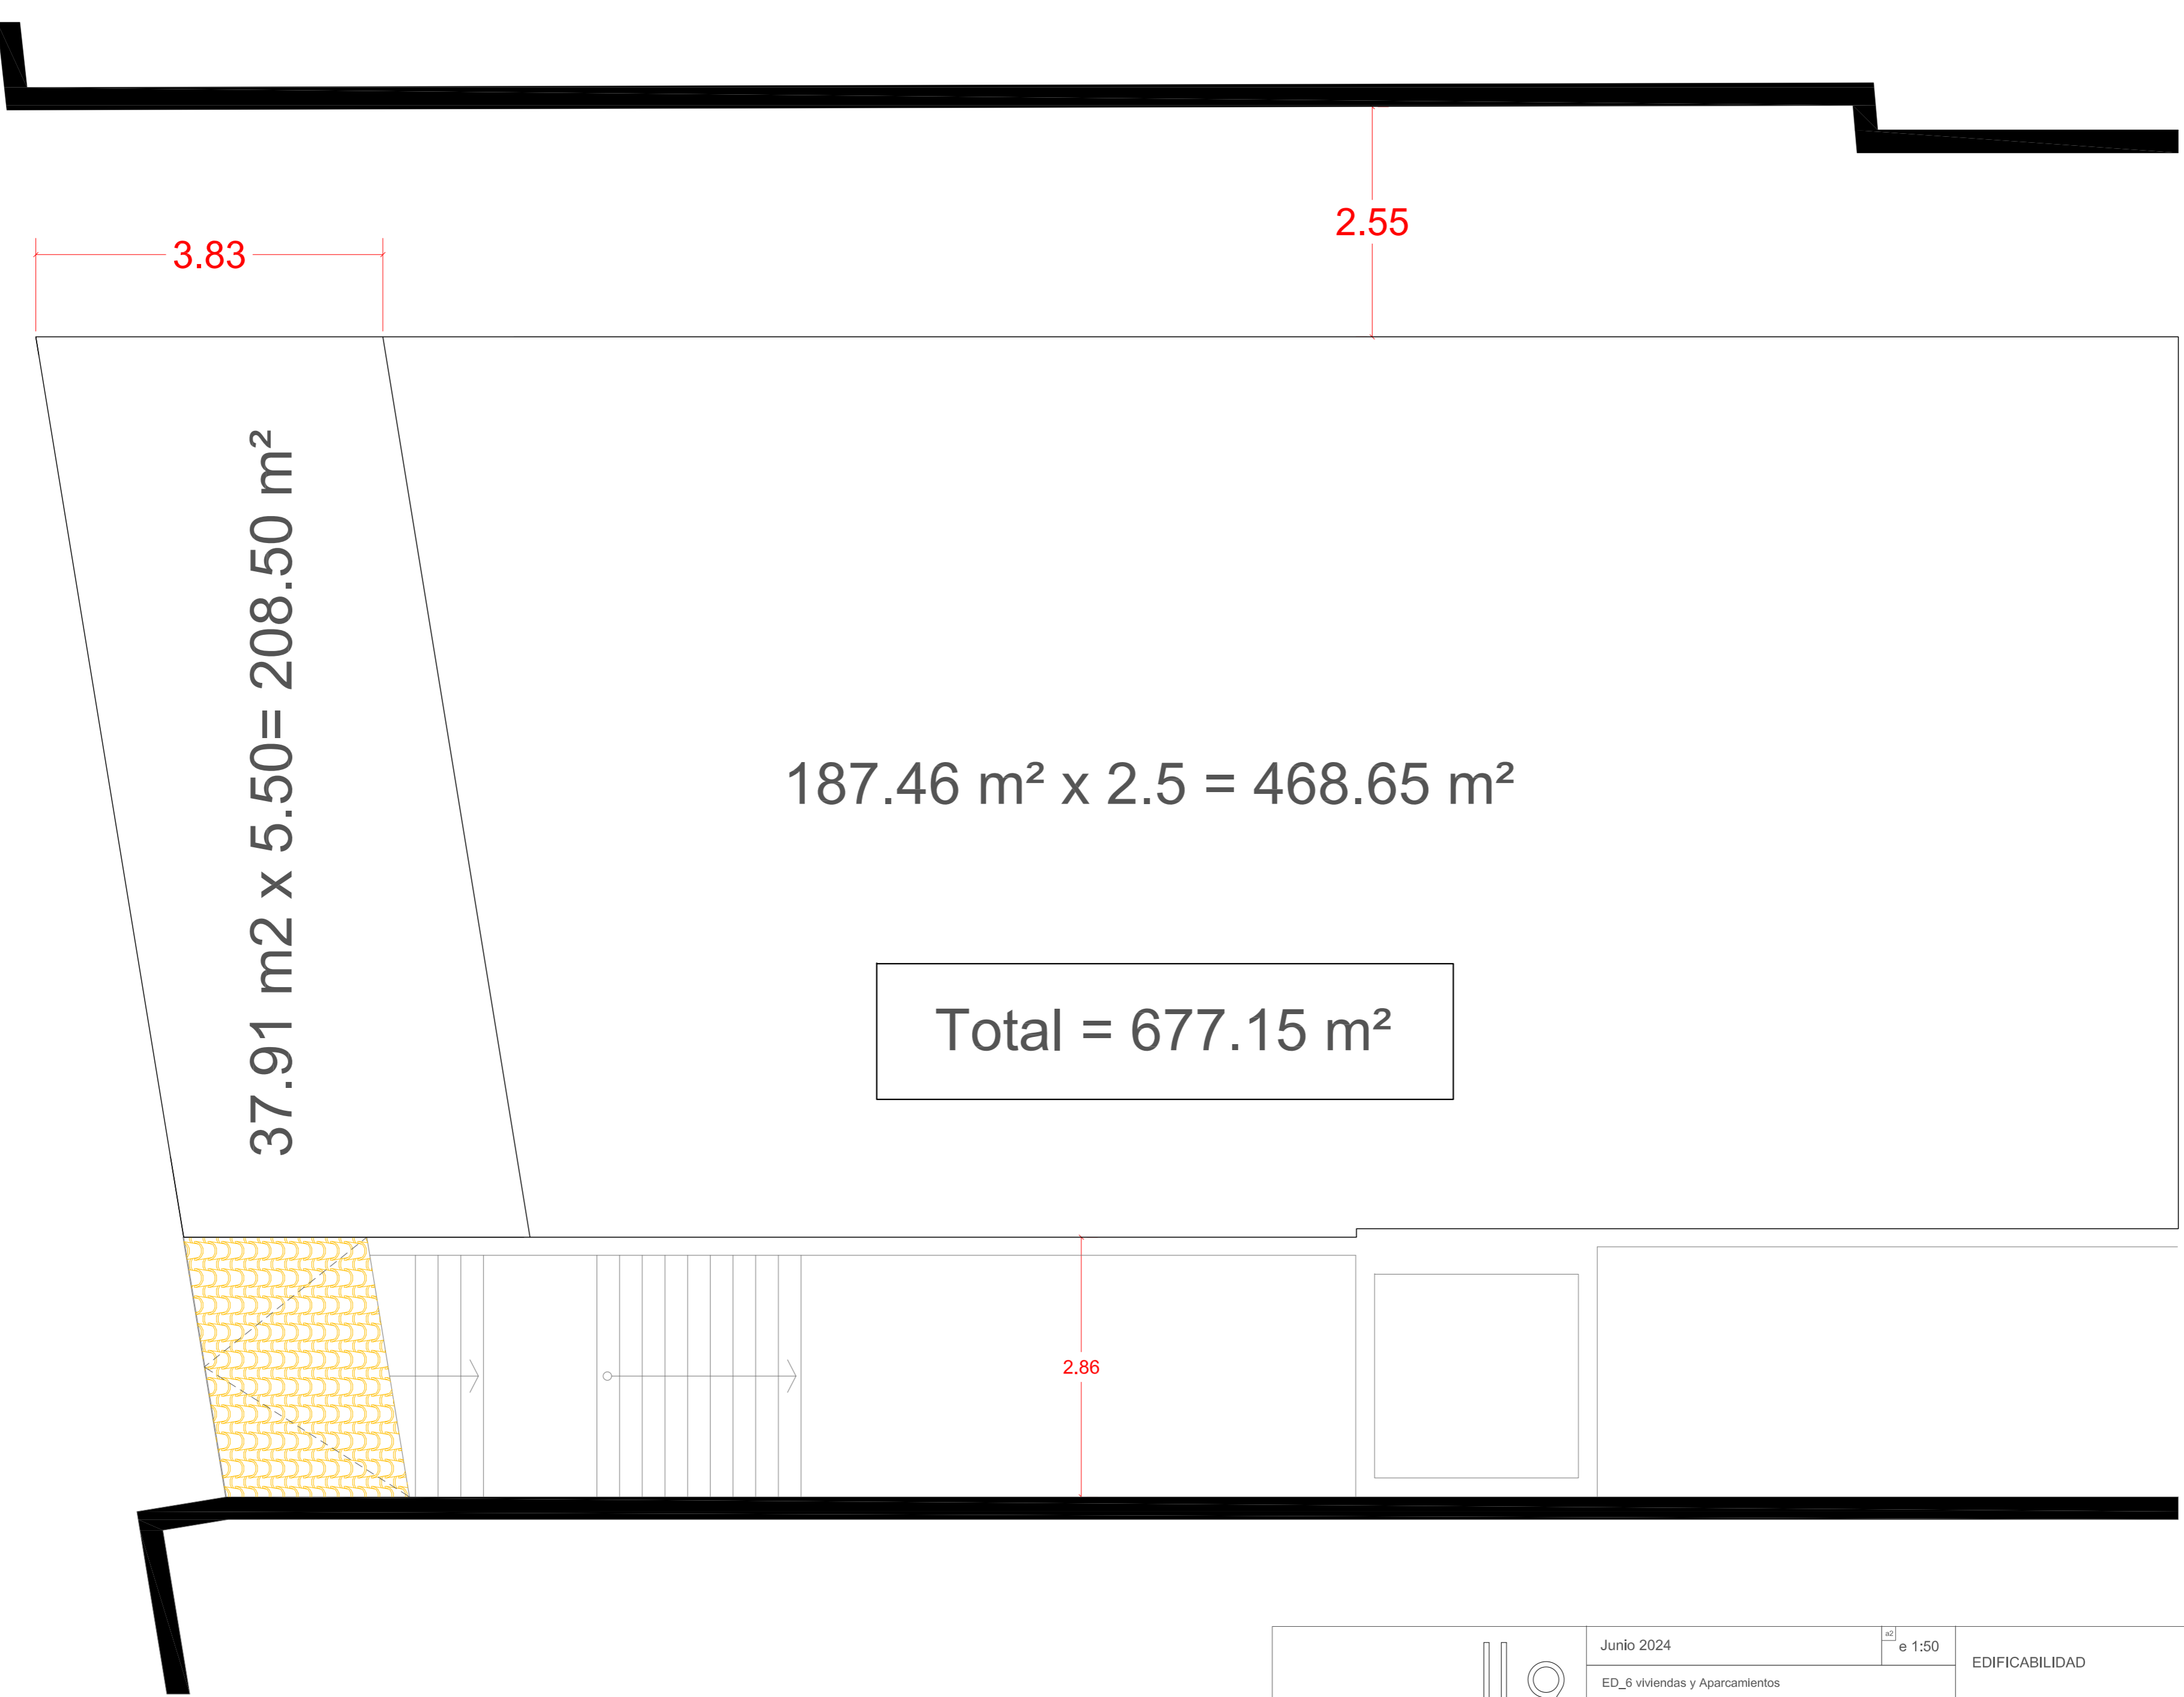 2.55
3.83
37.91 m2 x 5.50= 208.50 m²
187.46 m² x 2.5 = 468.65 m²
Total = 677.15 m²
2.86
Junio 2024
a2
e 1:50
EDIFICABILIDAD
ED_6 viviendas y Aparcamientos